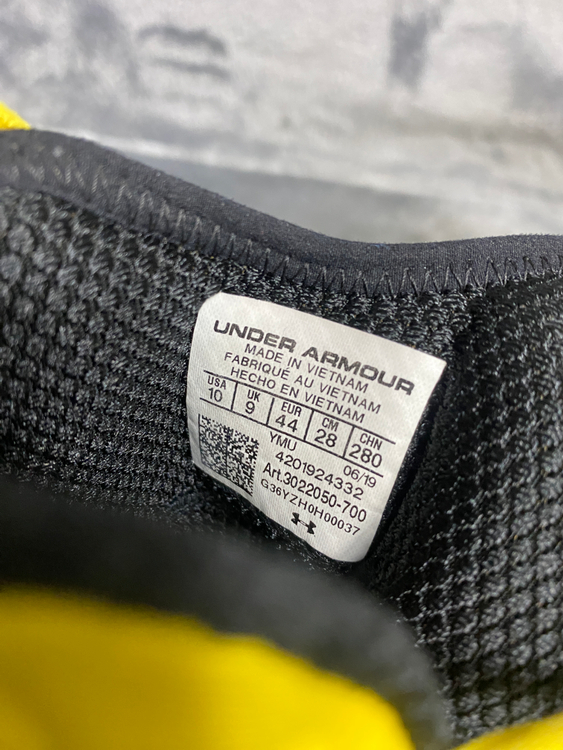 UNDER ARMOUR
MADE IN VIETNAM
FABRIQUÉ AU VIETNAM
HECHO EN VIETNAM
USA UK EUR CM CHN
10 9 44 28 280
YMU 06/19
4201924332
Art.3022050-700
G36YZH0H00037